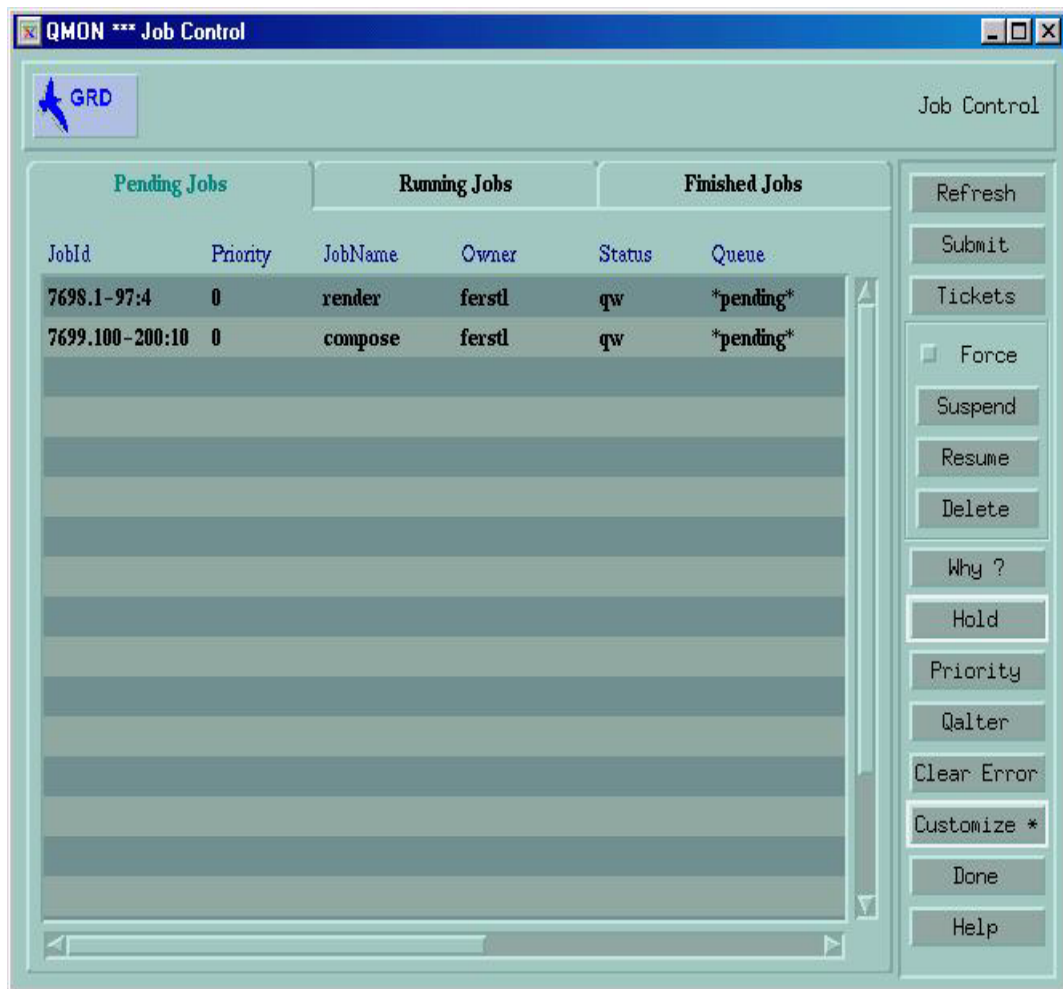 QMON *** Job Control
GRD
Job Control
Pending Jobs Running Jobs Finished Jobs
JobId Priority JobName Owner Status Queue
7698.1-97:4 0 render ferstl qw *pending*
7699.100-200:10 0 compose ferstl qw *pending*
Refresh
Submit
Tickets
Force
Suspend
Resume
Delete
Why ?
Hold
Priority
Qalter
Clear Error
Customize *
Done
Help